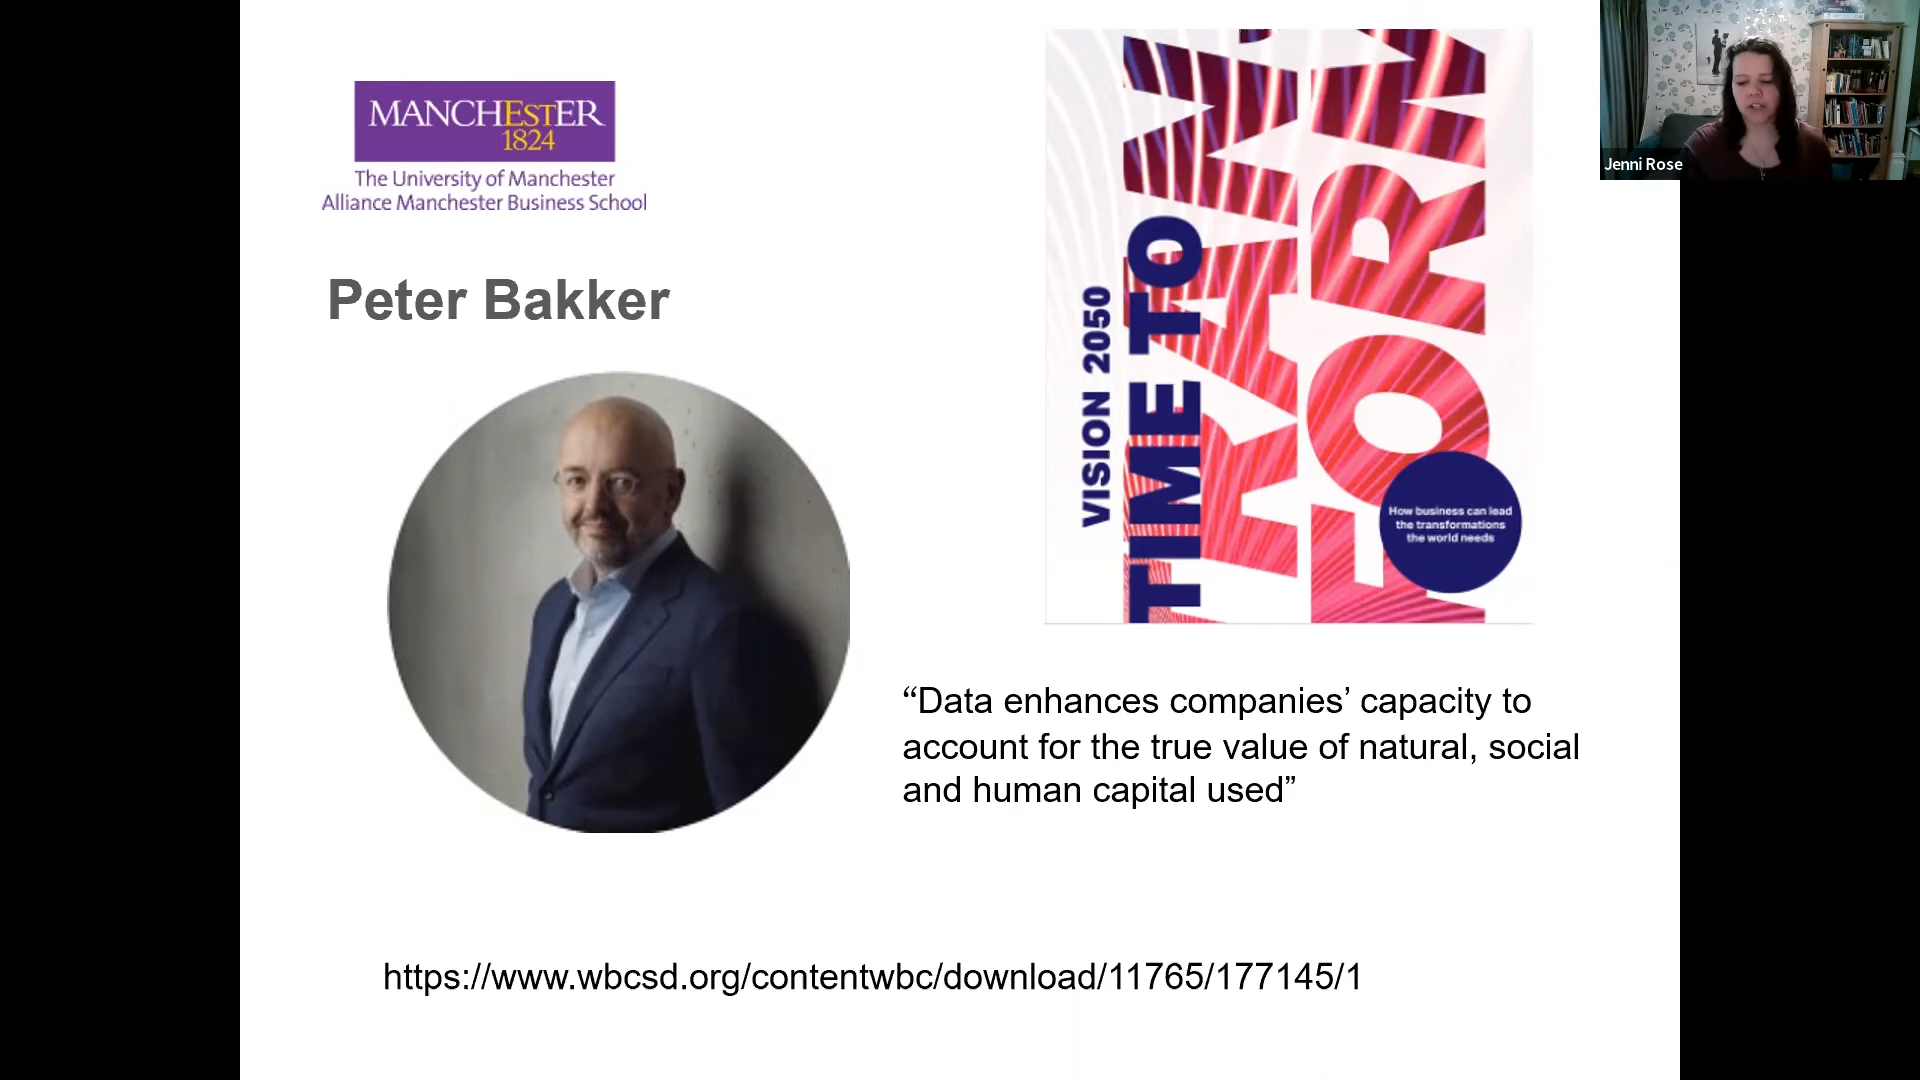 MANCHESTER
1824
The University of Manchester
Alliance Manchester Business School
Peter Bakker
VISION 2050
TIME TO
TRANS
FORM
How business can lead
the transformations
the world needs
“Data enhances companies’ capacity to
account for the true value of natural, social
and human capital used”
https://www.wbcsd.org/contentwbc/download/11765/177145/1
Jenni Rose